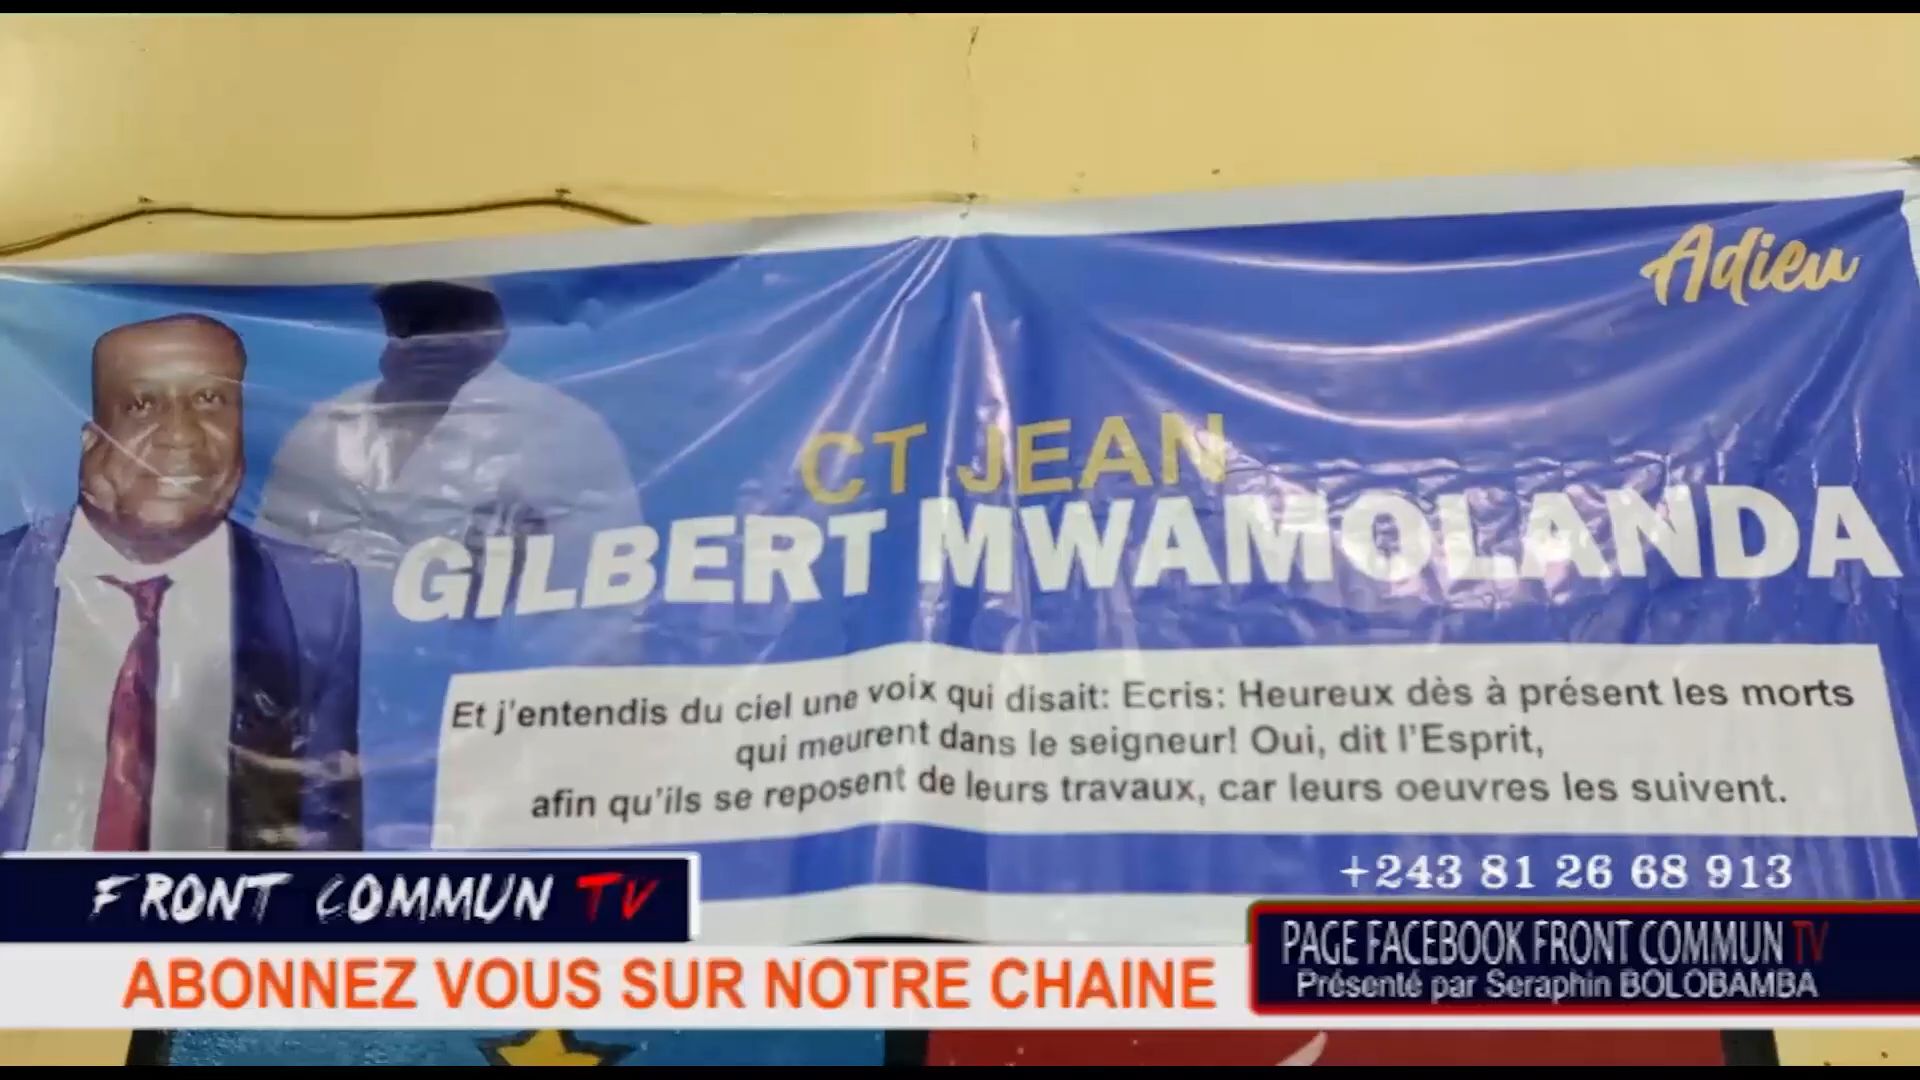 Adieu
CT JEAN
GILBERT MWAMOLANDA
Et j'entendis du ciel une voix qui disait: Ecris: Heureux dès à présent les morts
qui meurent dans le seigneur! Oui, dit l'Esprit,
afin qu'ils se reposent de leurs travaux, car leurs oeuvres les suivent.
+243 81 26 68 913
FRONT COMMUN TV
PAGE FACEBOOK FRONT COMMUN TV
Présenté par Seraphin BOLOBAMBA
ABONNEZ VOUS SUR NOTRE CHAINE